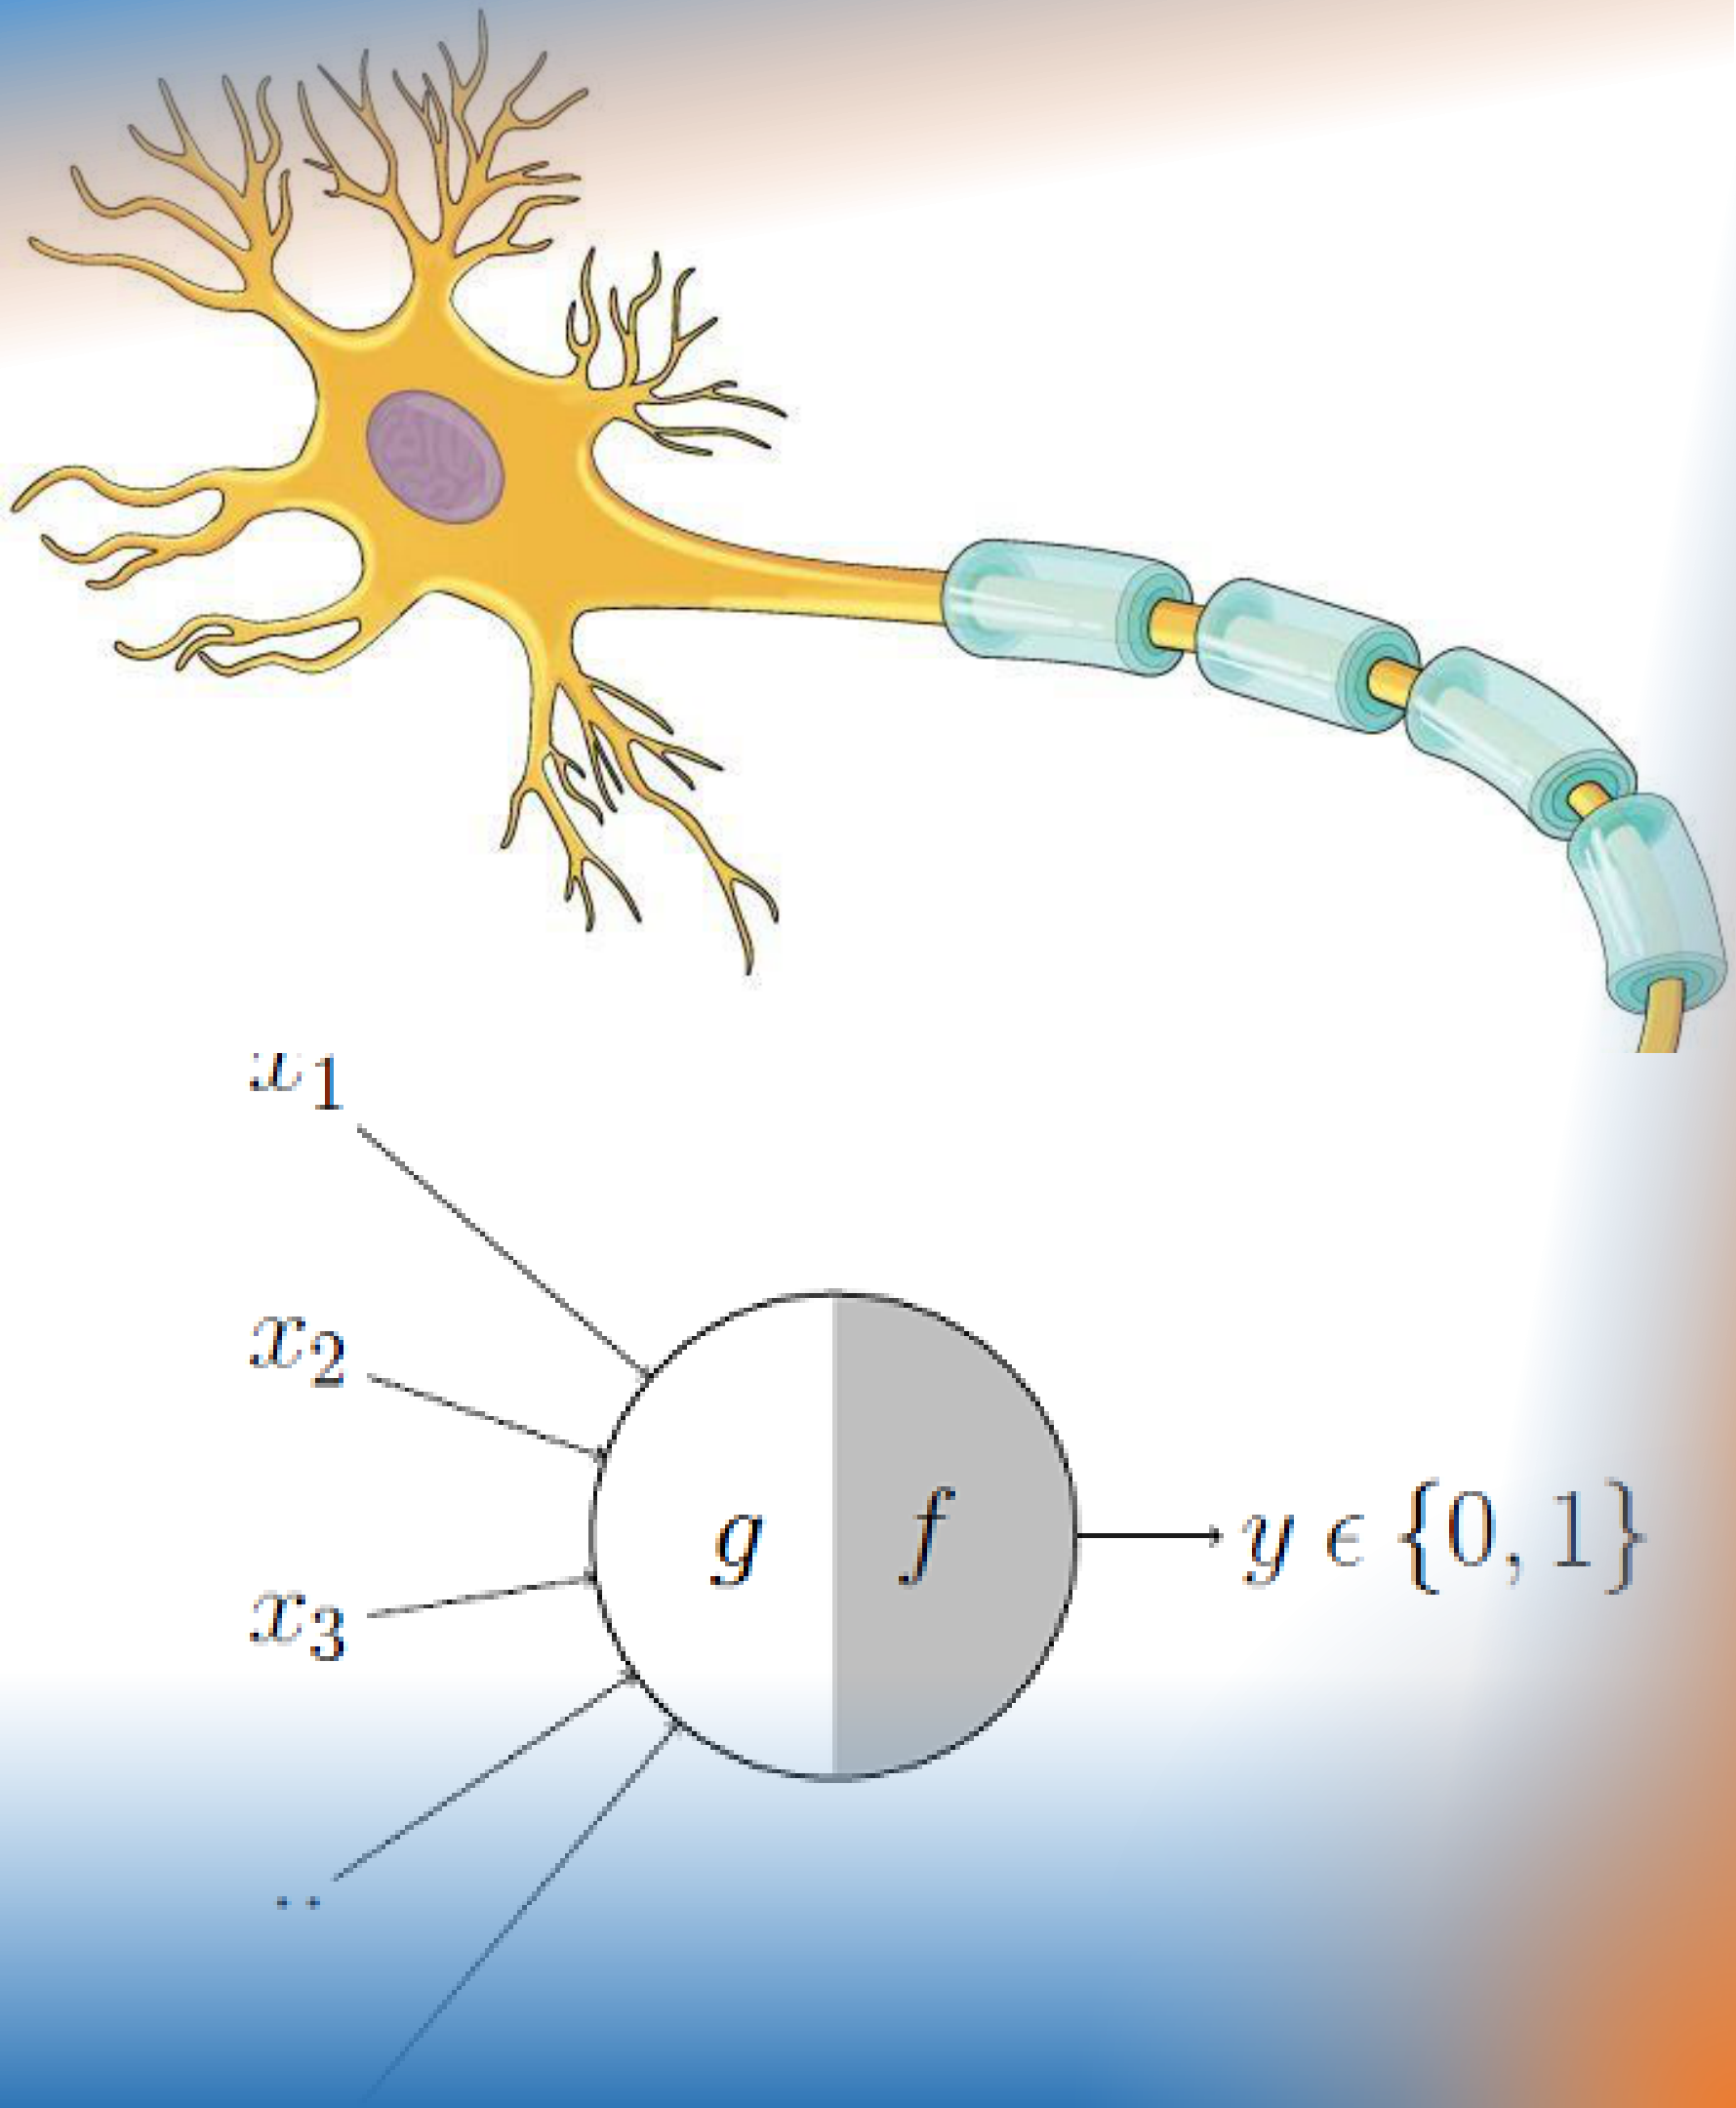 x1
x2
g f y ϵ {0, 1}
x3
..